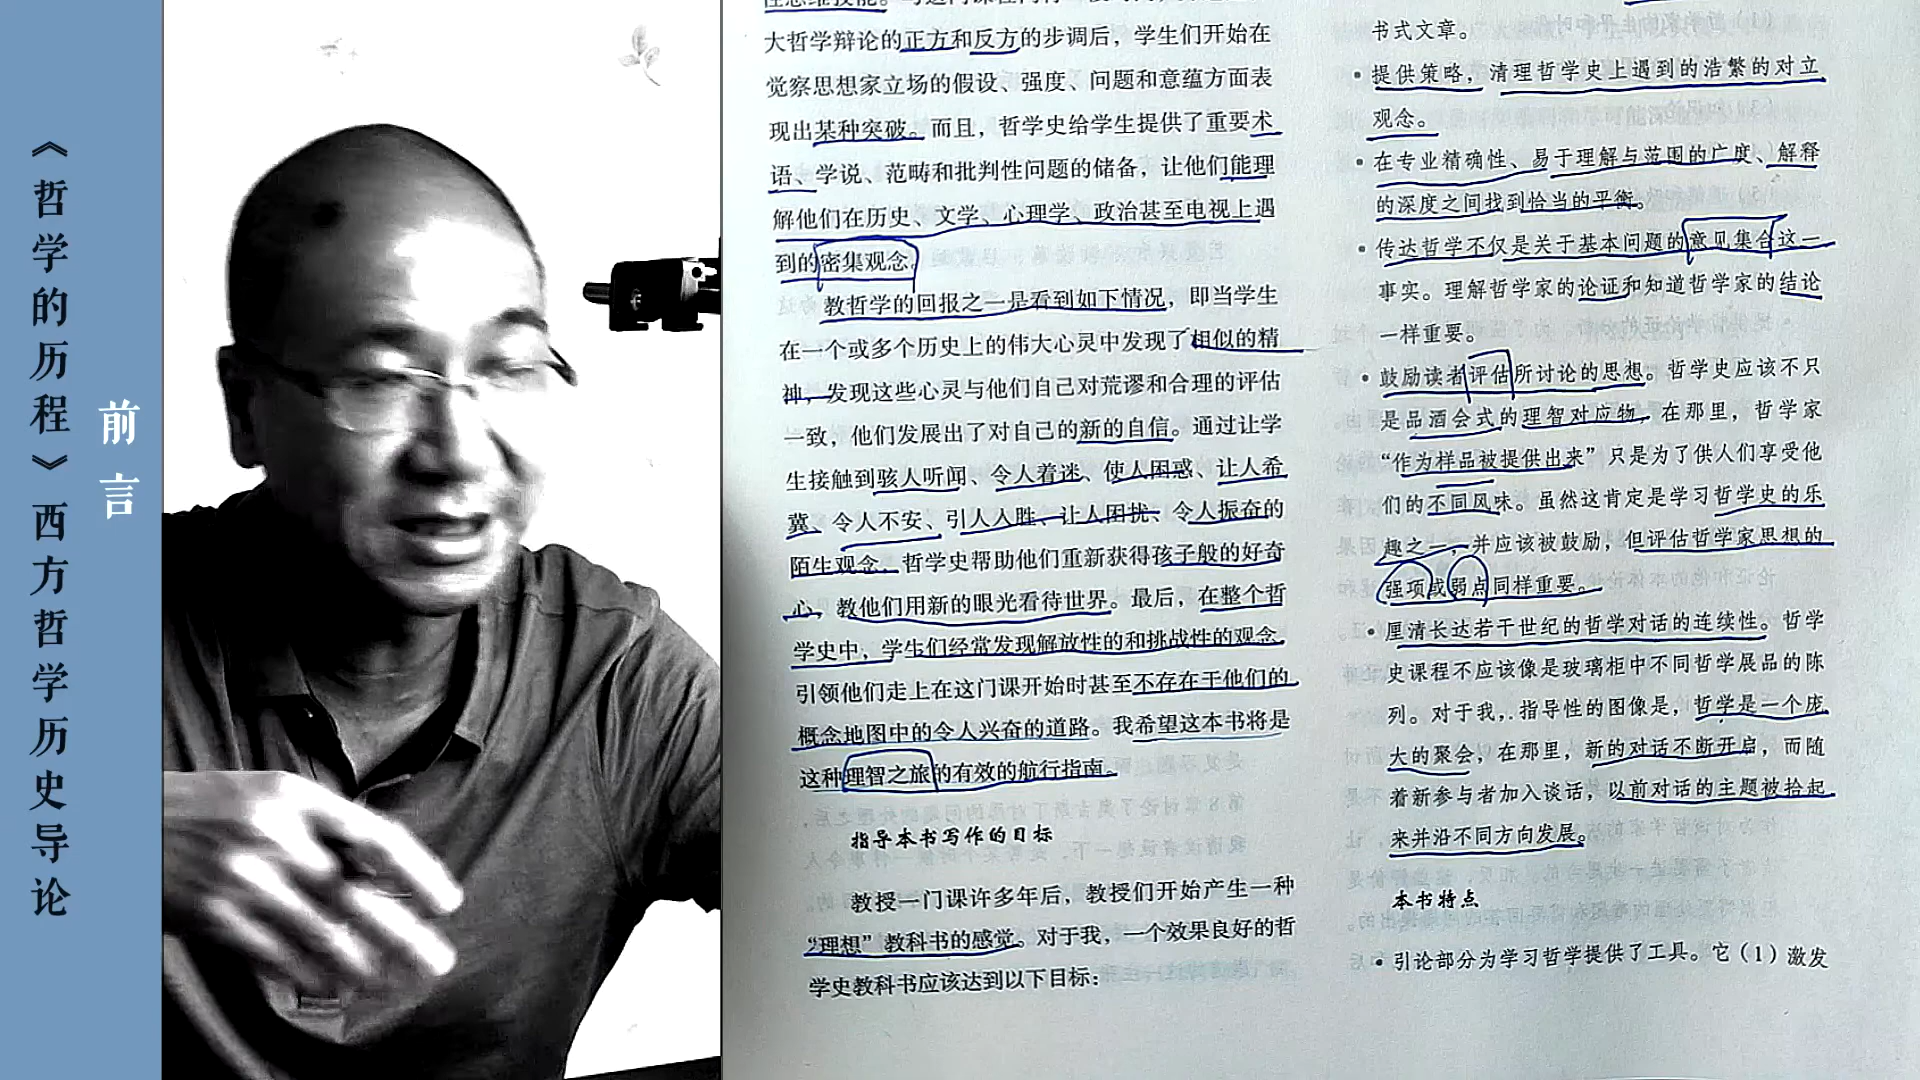 《哲学的历程》西方哲学历史导论
前言
大哲学辩论的正方和反方的步调后，学生们开始在
觉察思想家立场的假设、强度、问题和意蕴方面表
现出某种突破。而且，哲学史给学生提供了重要术
语、学说、范畴和批判性问题的储备，让他们能理
解他们在历史、文学、心理学、政治甚至电视上遇
到的密集观念。
教哲学的回报之一是看到如下情况，即当学生
在一个或多个历史上的伟大心灵中发现了相似的精
神，发现这些心灵与他们自己对荒谬和合理的评估
一致，他们发展出了对自己的新的自信。通过让学
生接触到骇人听闻、令人着迷、使人困惑、让人希
冀、令人不安、引人入胜、让人困扰、令人振奋的
陌生观念，哲学史帮助他们重新获得孩子般的好奇
心，教他们用新的眼光看待世界。最后，在整个哲
学史中，学生们经常发现解放性的和挑战性的观念，
引领他们走上在这门课开始时甚至不存在于他们的
概念地图中的令人兴奋的道路。我希望这本书将是
这种理智之旅的有效的航行指南。
指导本书写作的目标
教授一门课许多年后，教授们开始产生一种
“理想”教科书的感觉。对于我，一个效果良好的哲
学史教科书应该达到以下目标：
书式文章。
• 提供策略，清理哲学史上遇到的浩繁的对立
观念。
• 在专业精确性、易于理解与范围的广度、解释
的深度之间找到恰当的平衡。
• 传达哲学不仅是关于基本问题的意见集合这一
事实。理解哲学家的论证和知道哲学家的结论
一样重要。
• 鼓励读者评估所讨论的思想。哲学史应该不只
是品酒会式的理智对应物，在那里，哲学家
“作为样品被提供出来”只是为了供人们享受他
们的不同风味。虽然这肯定是学习哲学史的乐
趣之一，并应该被鼓励，但评估哲学家思想的
强项或弱点同样重要。
• 厘清长达若干世纪的哲学对话的连续性。哲学
史课程不应该像是玻璃柜中不同哲学展品的陈
列。对于我，指导性的图像是，哲学是一个庞
大的聚会，在那里，新的对话不断开启，而随
着新参与者加入谈话，以前对话的主题被拾起
来并沿不同方向发展。
本书特点
• 引论部分为学习哲学提供了工具。它（1）激发